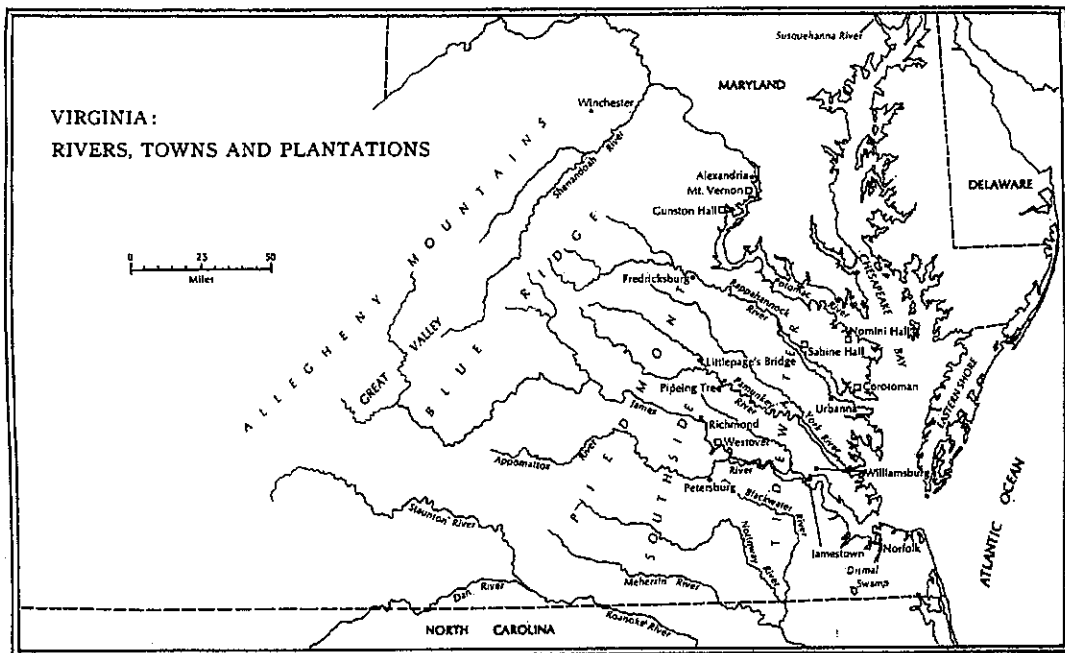 VIRGINIA:
RIVERS, TOWNS AND PLANTATIONS
0 25 50
Miles
Susquehanna River
MARYLAND
DELAWARE
Winchester
Shenandoah River
ALLEGHENY MOUNTAINS
GREAT VALLEY
BLUE RIDGE
Alexandria
Mt. Vernon
Gunston Hall
Fredricksburg
Rappahannock River
Potomac River
CHESAPEAKE BAY
Nomini Hall
Sabine Hall
Corotoman
Urbanna
EASTERN SHORE
Littlepage's Bridge
Pipeing Tree
Pamunkey River
York River
PIEDMONT
TIDEWATER
SOUTHSIDE
James River
Richmond
Westover
Williamsburg
Appomattox River
Petersburg
Blackwater River
Staunton River
Nottoway River
Jamestown
Norfolk
Dismal Swamp
Meherrin River
Dan River
Roanoke River
NORTH CAROLINA
ATLANTIC OCEAN